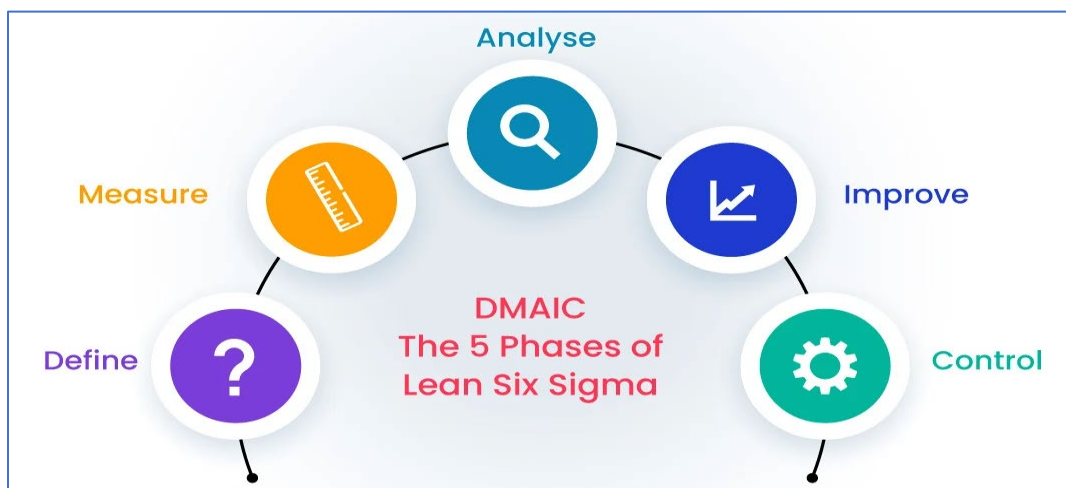 Analyse
Measure
Improve
DMAIC
The 5 Phases of
Lean Six Sigma
Define
?
Control